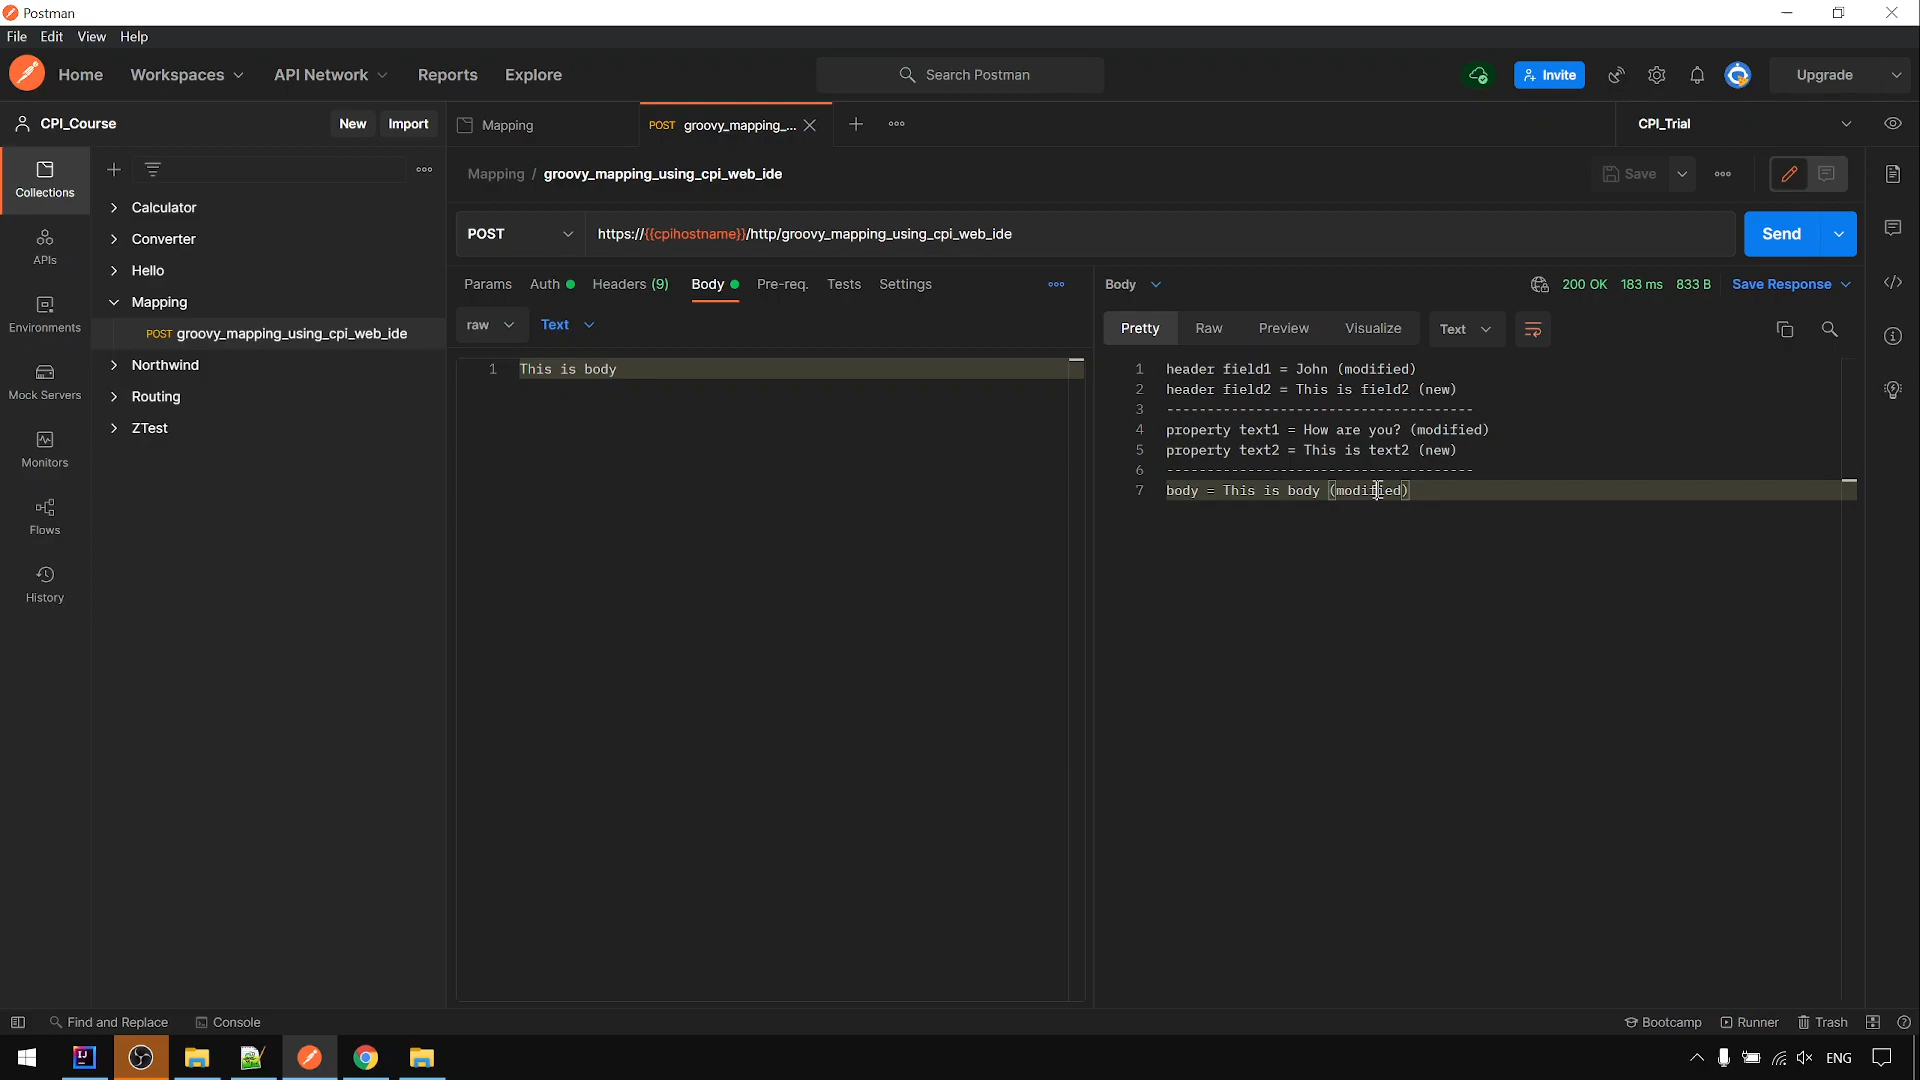 Postman
File Edit View Help
Home Workspaces API Network Reports Explore Search Postman Invite Upgrade
CPI_Course New Import Mapping POST groovy_mapping_... CPI_Trial
Collections
APIs
Environments
Mock Servers
Monitors
Flows
History
Calculator
Converter
Hello
Mapping
POST groovy_mapping_using_cpi_web_ide
Northwind
Routing
ZTest
Mapping / groovy_mapping_using_cpi_web_ide Save
POST https://{{cpihostname}}/http/groovy_mapping_using_cpi_web_ide Send
Params Auth Headers (9) Body Pre-req. Tests Settings
raw Text
1 This is body
Body 200 OK 183 ms 833 B Save Response
Pretty Raw Preview Visualize Text
1 header field1 = John (modified)
2 header field2 = This is field2 (new)
3 --------------------------------------
4 property text1 = How are you? (modified)
5 property text2 = This is text2 (new)
6 --------------------------------------
7 body = This is body (modified)
Find and Replace Console Bootcamp Runner Trash
IJ ENG